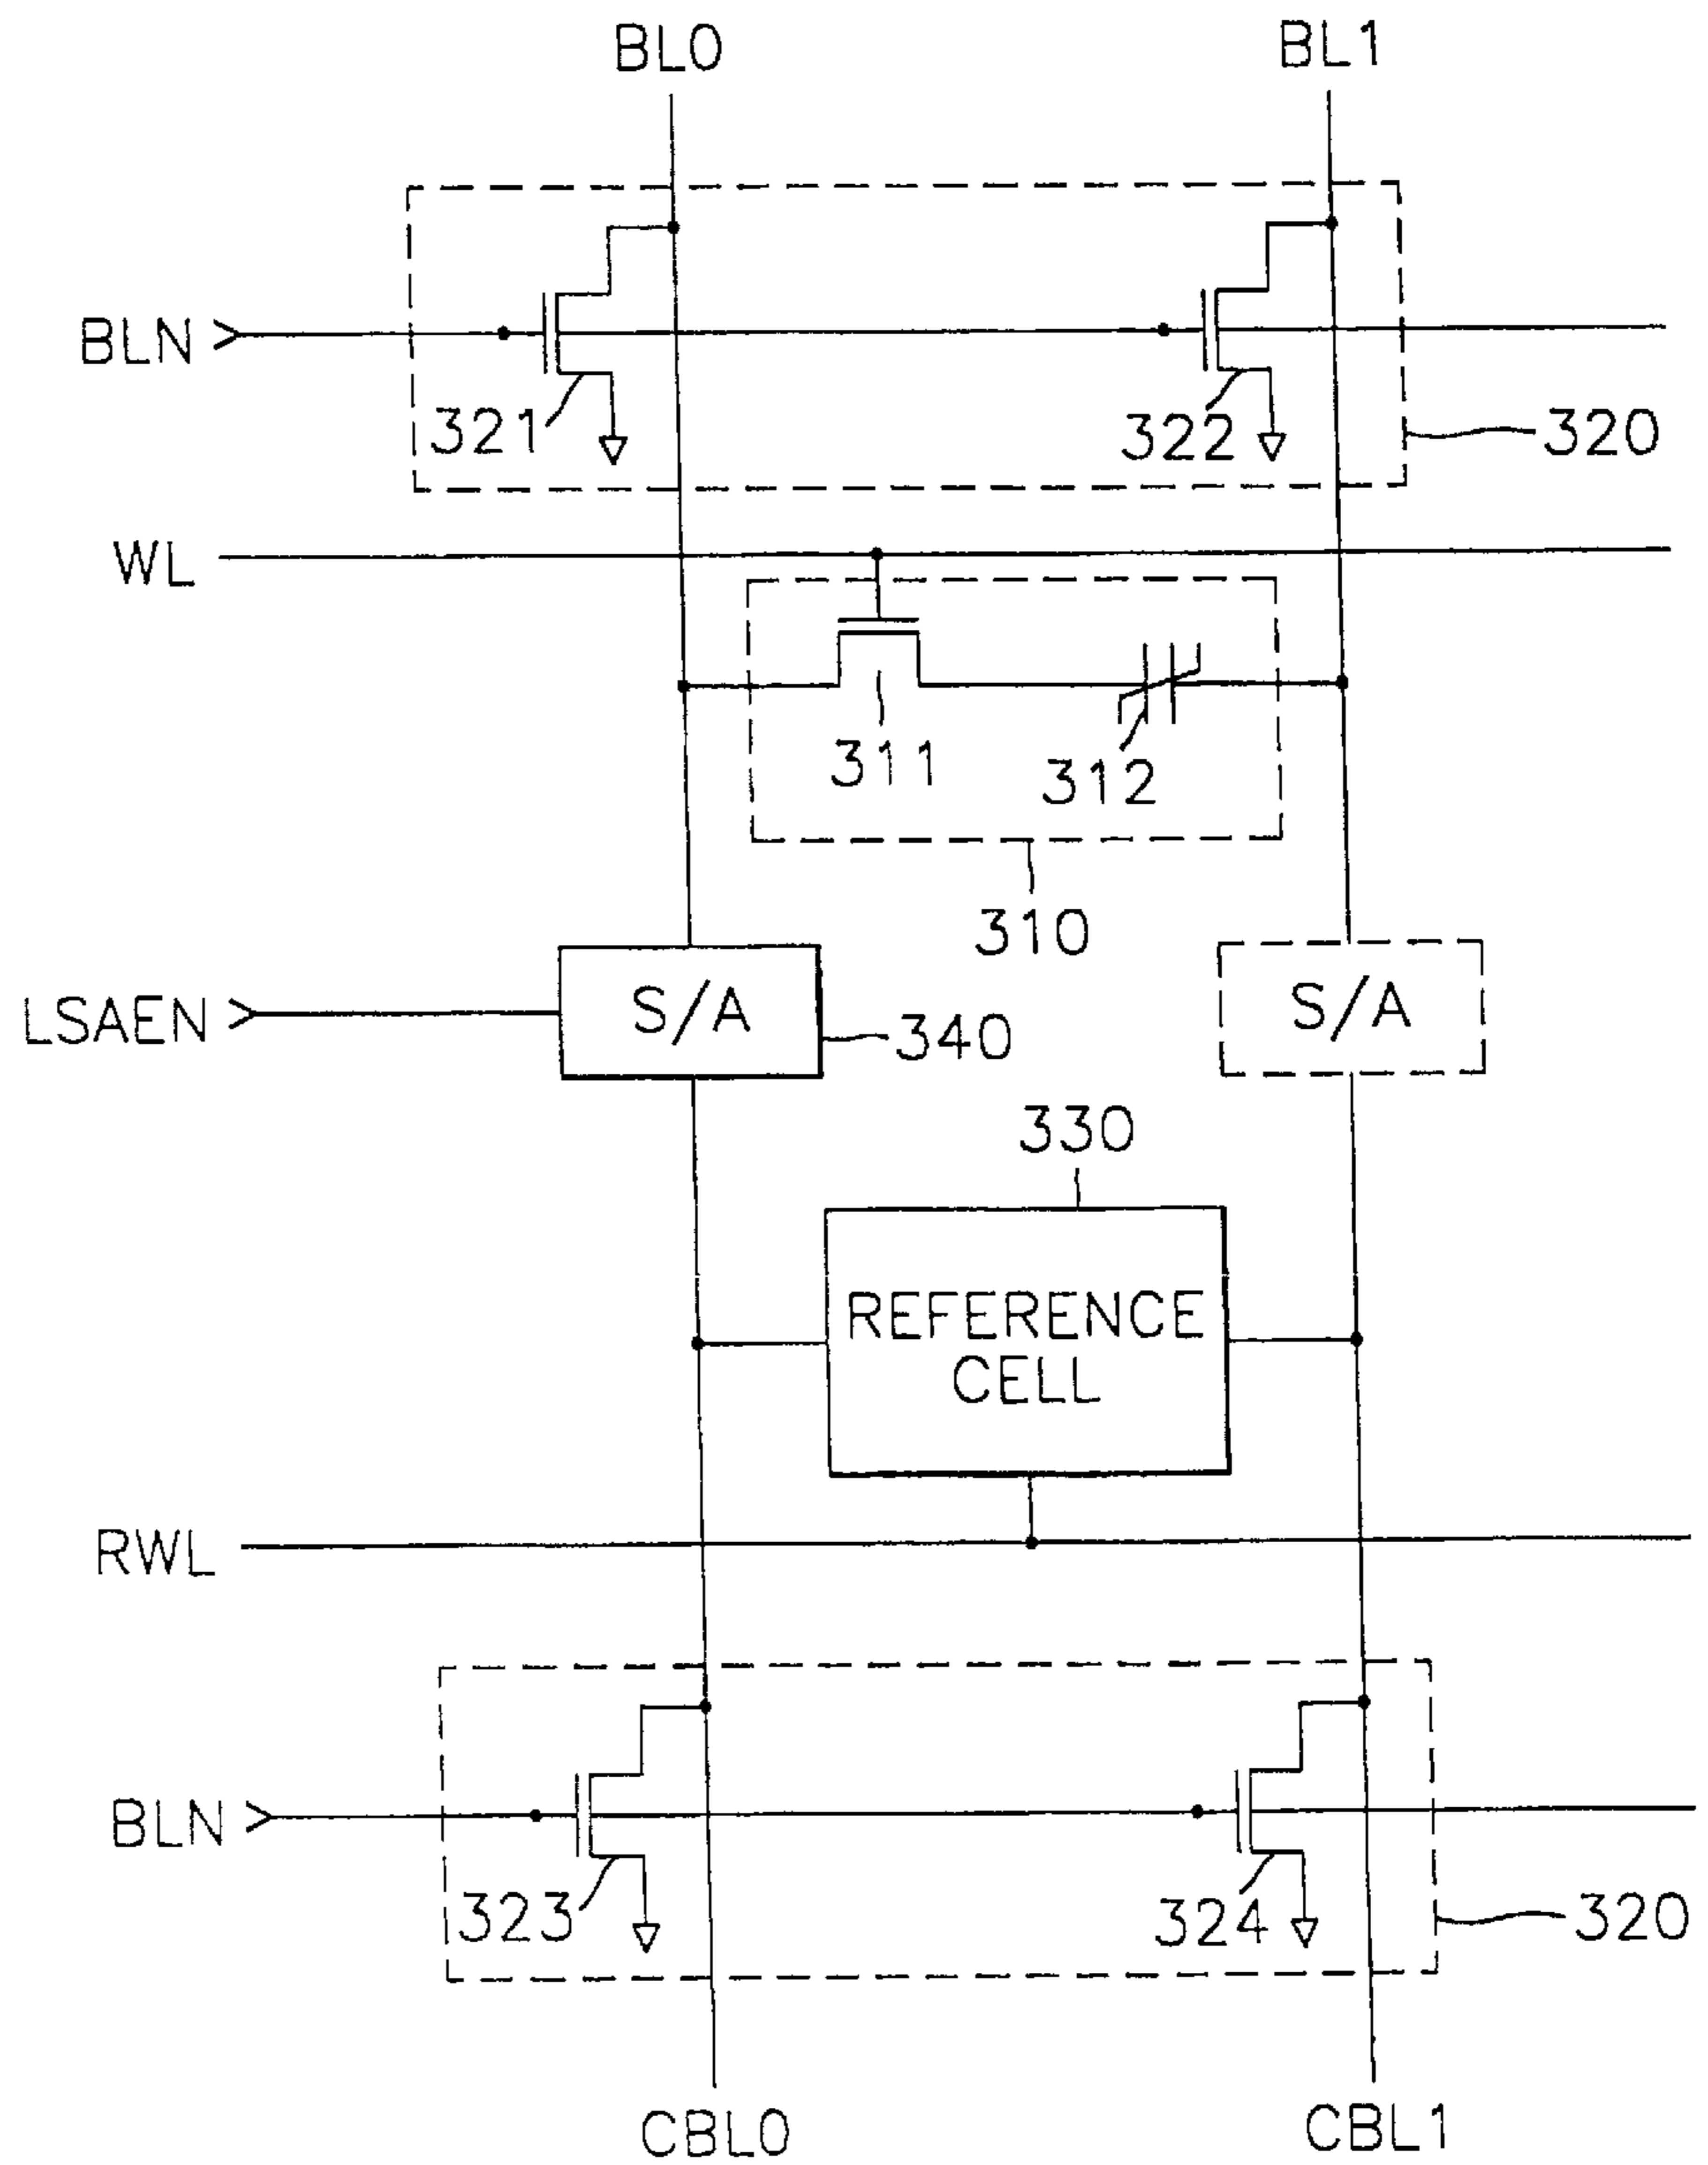 BL0
BL1
BLN
321
322
320
WL
311
312
310
LSAEN
S/A
340
S/A
330
REFERENCE
CELL
RWL
BLN
323
324
320
CBL0
CBL1